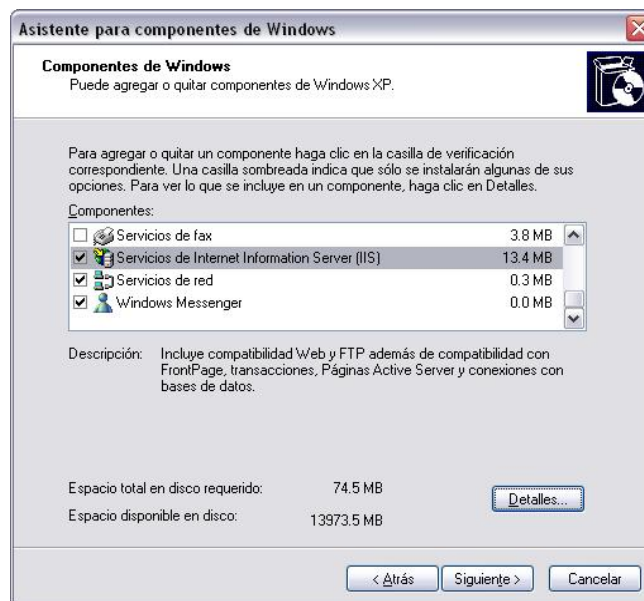 Asistente para componentes de Windows
Componentes de Windows
Puede agregar o quitar componentes de Windows XP.
Para agregar o quitar un componente haga clic en la casilla de verificación
correspondiente. Una casilla sombreada indica que sólo se instalarán algunas de sus
opciones. Para ver lo que se incluye en un componente, haga clic en Detalles.
Componentes:
Servicios de fax 3.8 MB
Servicios de Internet Information Server (IIS) 13.4 MB
Servicios de red 0.3 MB
Windows Messenger 0.0 MB
Descripción: Incluye compatibilidad Web y FTP además de compatibilidad con
FrontPage, transacciones, Páginas Active Server y conexiones con
bases de datos.
Espacio total en disco requerido: 74.5 MB
Detalles...
Espacio disponible en disco: 13973.5 MB
< Atrás Siguiente > Cancelar